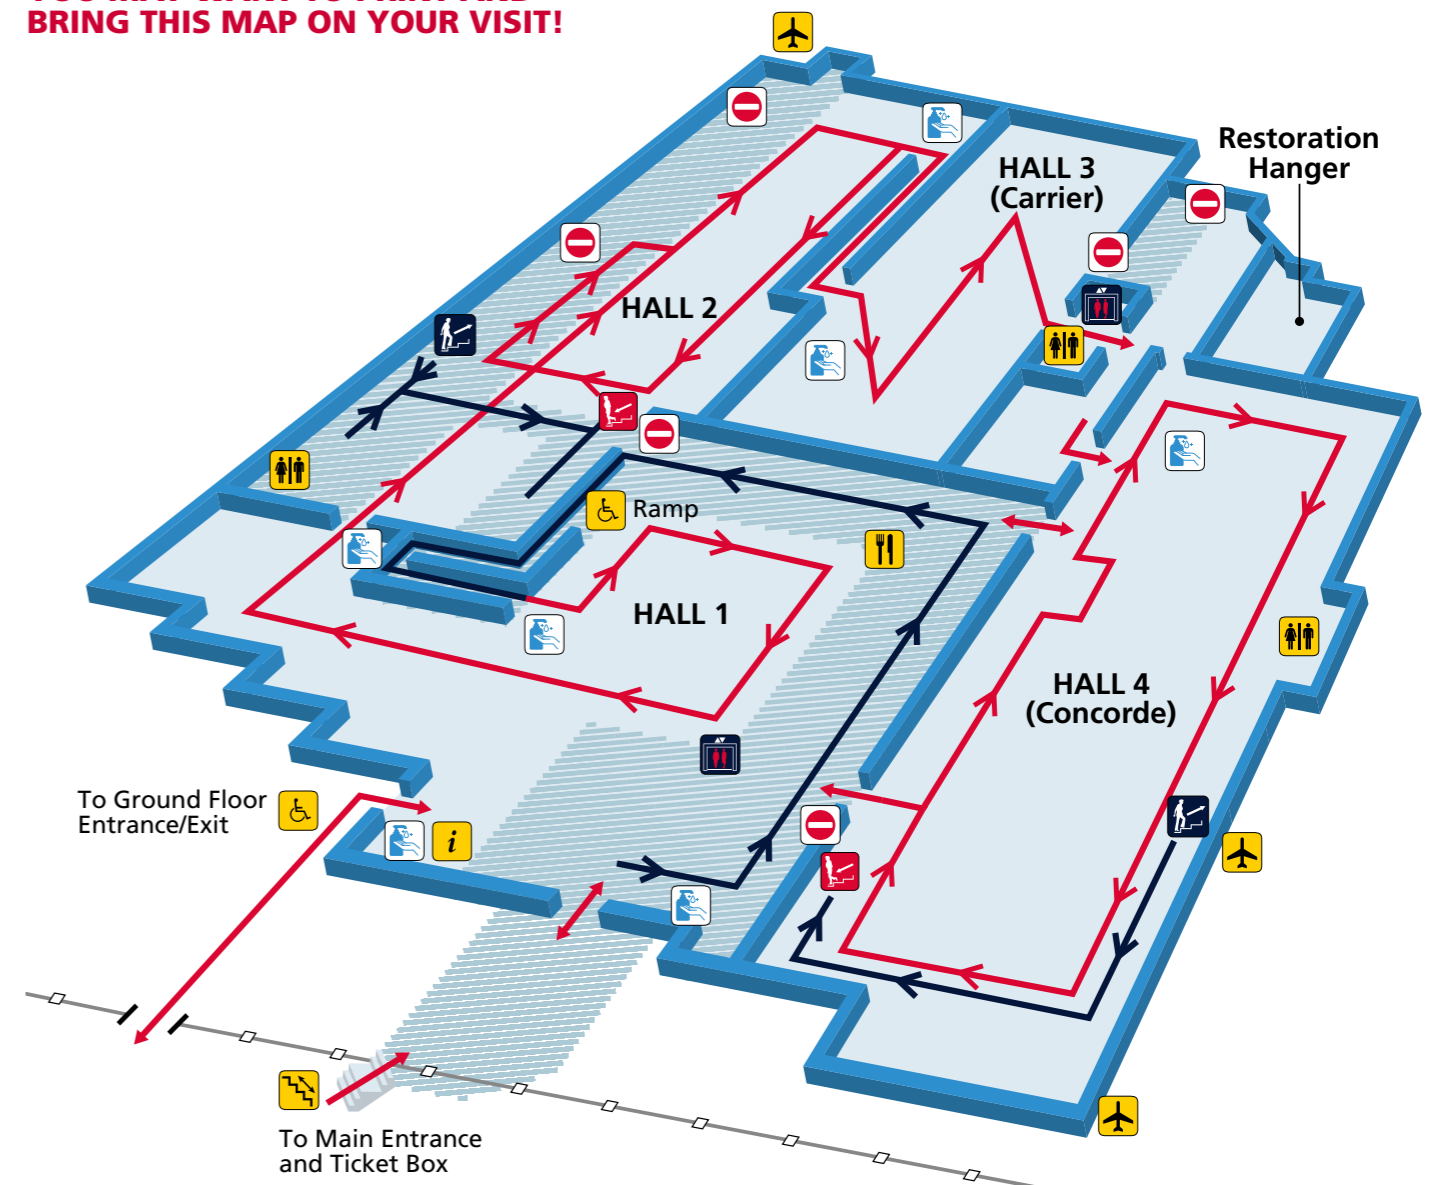 BRING THIS MAP ON YOUR VISIT!
Restoration
Hanger
HALL 3
(Carrier)
HALL 2
Ramp
HALL 1
HALL 4
(Concorde)
To Ground Floor
Entrance/Exit
i
To Main Entrance
and Ticket Box